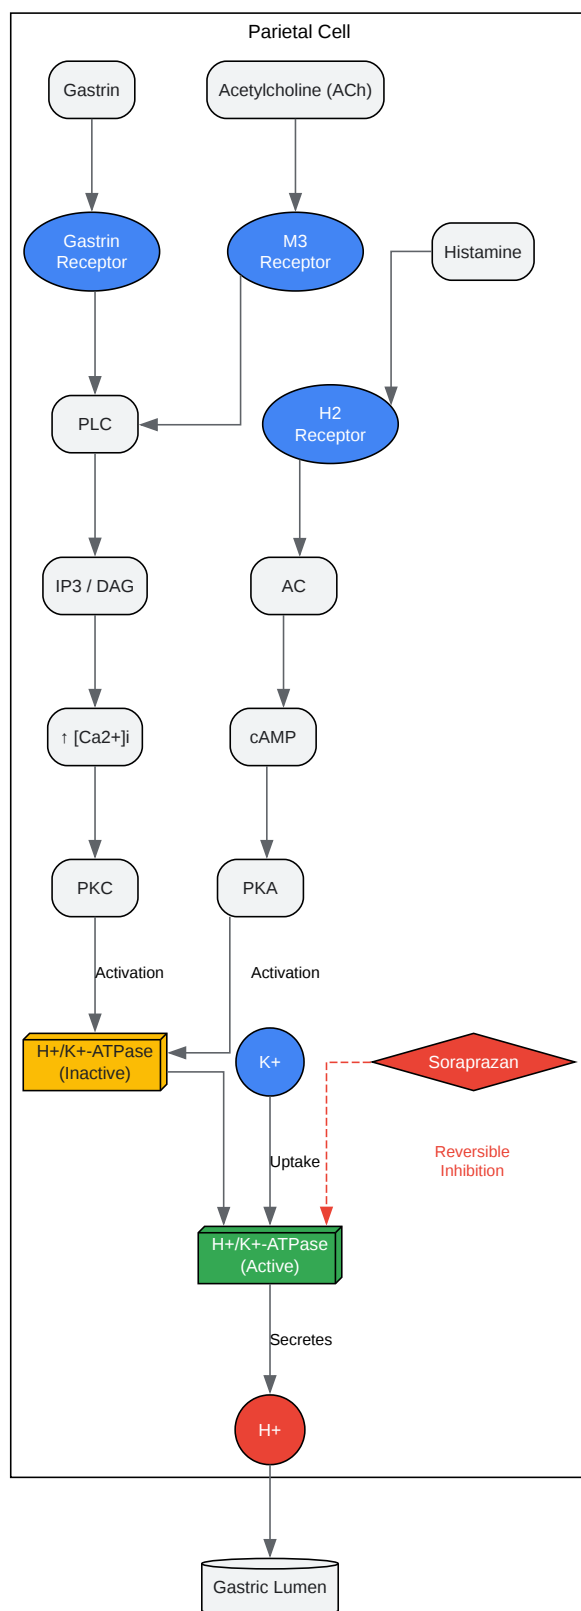 Parietal Cell
Gastrin
Acetylcholine (ACh)
Gastrin
Receptor
M3
Receptor
Histamine
PLC
H2
Receptor
IP3 / DAG
AC
↑ [Ca2+]i
cAMP
PKC
PKA
Activation
Activation
H+/K+-ATPase
(Inactive)
K+
Soraprazan
Uptake
Reversible
Inhibition
H+/K+-ATPase
(Active)
Secretes
H+
Gastric Lumen